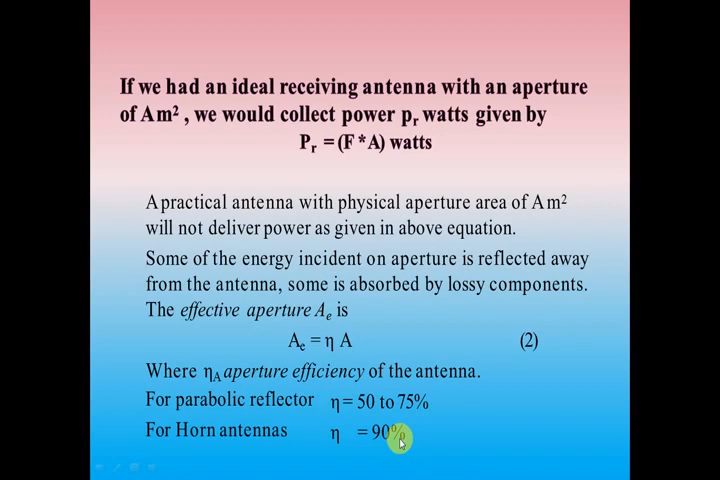 If we had an ideal receiving antenna with an aperture
of A m², we would collect power pᵣ watts given by
Pᵣ = (F * A) watts
A practical antenna with physical aperture area of A m²
will not deliver power as given in above equation.
Some of the energy incident on aperture is reflected away
from the antenna, some is absorbed by lossy components.
The effective aperture Aₑ is
Aₑ = η A (2)
Where η_A aperture efficiency of the antenna.
For parabolic reflector η = 50 to 75%
For Horn antennas η = 90%